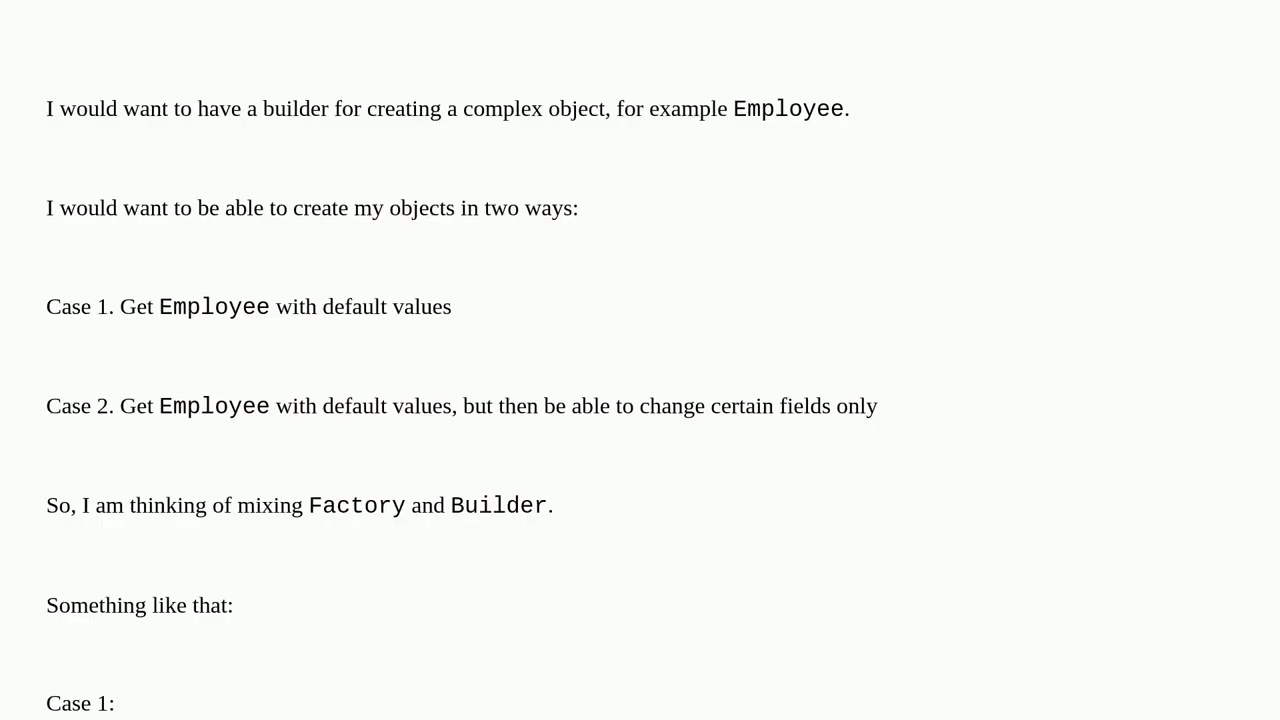 I would want to have a builder for creating a complex object, for example Employee.
I would want to be able to create my objects in two ways:
Case 1. Get Employee with default values
Case 2. Get Employee with default values, but then be able to change certain fields only
So, I am thinking of mixing Factory and Builder.
Something like that:
Case 1: